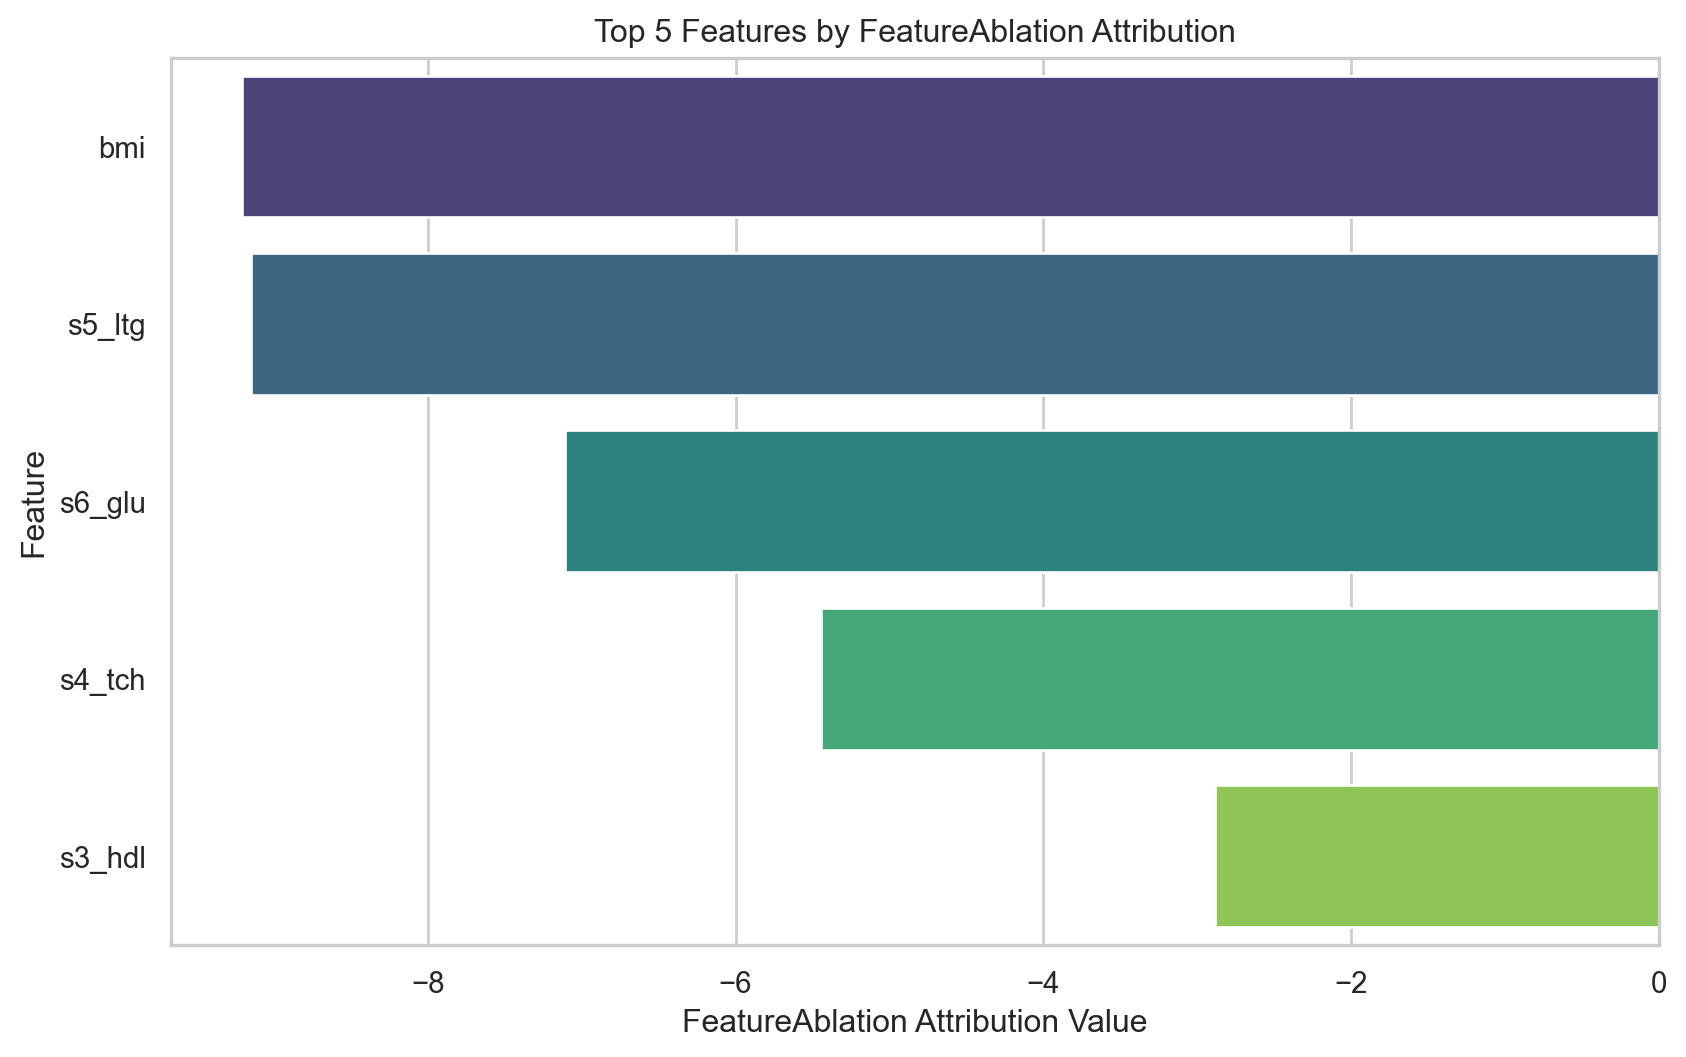 Top 5 Features by FeatureAblation Attribution
Feature
bmi
s5_ltg
s6_glu
s4_tch
s3_hdl
−8
−6
−4
−2
0
FeatureAblation Attribution Value